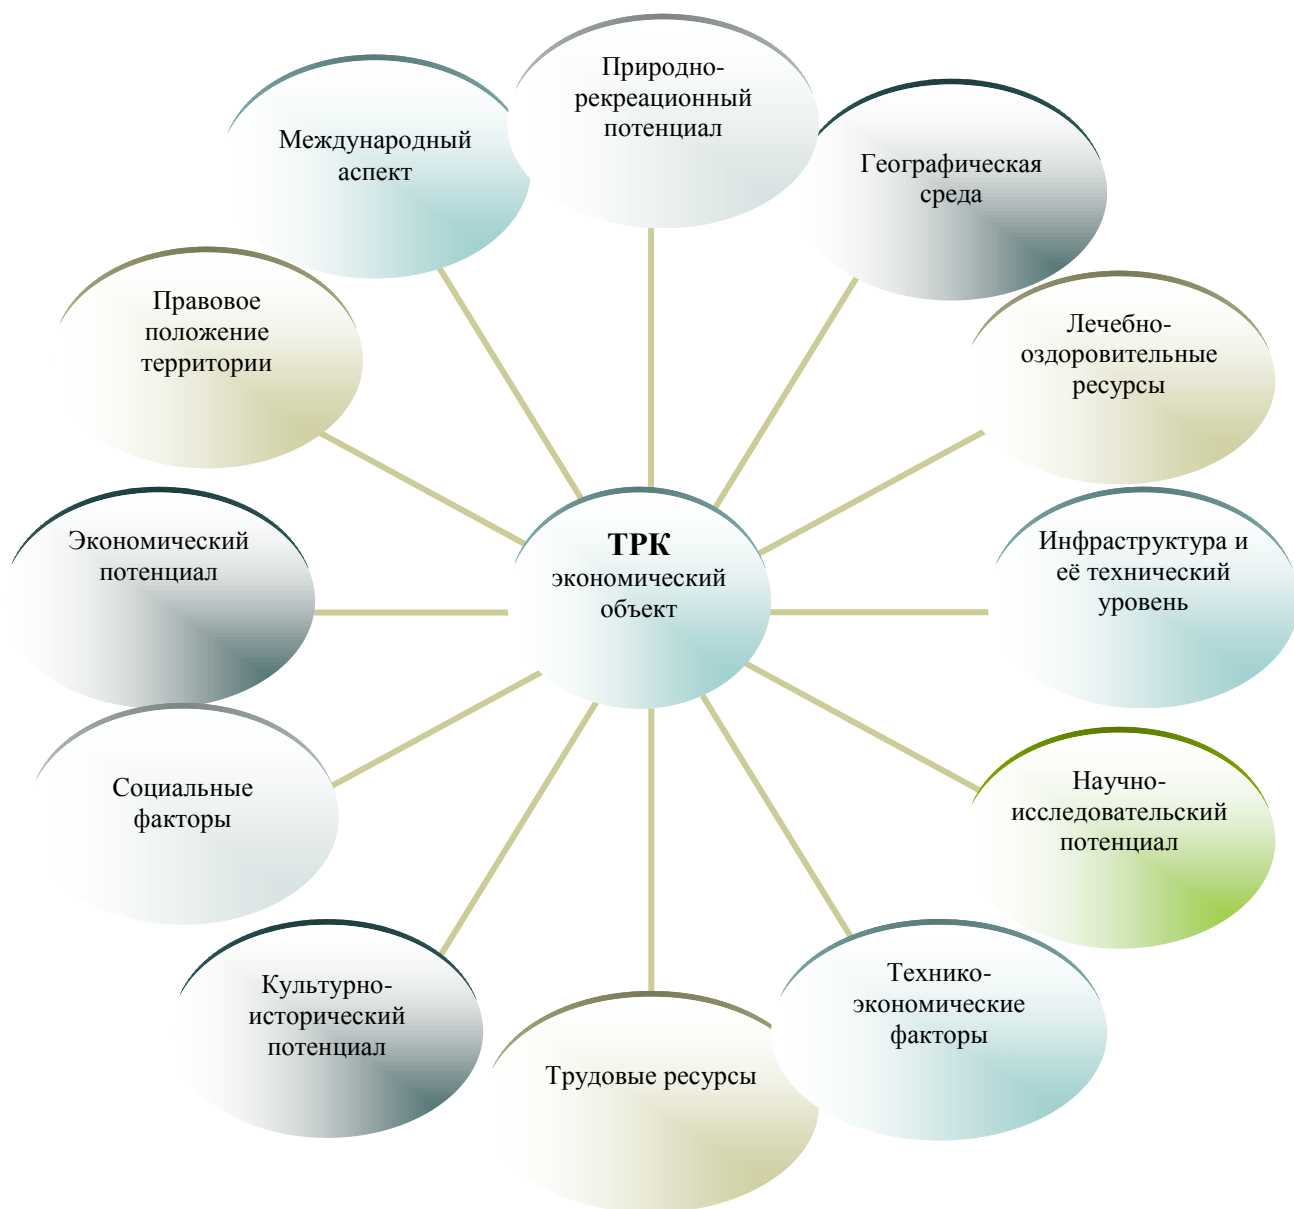 Природно-
рекреационный
потенциал
Международный
аспект
Географическая
среда
Правовое
положение
территории
Лечебно-
оздоровительные
ресурсы
Экономический
потенциал
ТРК
экономический
объект
Инфраструктура и
её технический
уровень
Социальные
факторы
Научно-
исследовательский
потенциал
Культурно-
исторический
потенциал
Технико-
экономические
факторы
Трудовые ресурсы